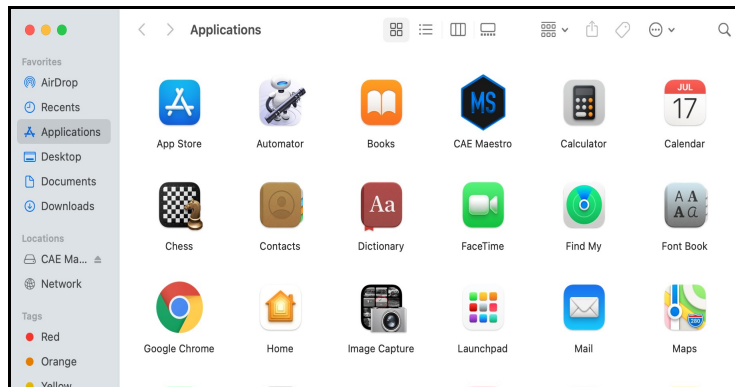 Applications
Favorites
AirDrop
Recents
Applications
Desktop
Documents
Downloads
Locations
CAE Ma...
Network
Tags
Red
Orange
Yellow
App Store
Automator
Books
MS
CAE Maestro
Calculator
JUL
17
Calendar
Chess
Contacts
Aa
Dictionary
FaceTime
Find My
A A
A a
Font Book
Google Chrome
Home
Image Capture
Launchpad
Mail
280
Maps